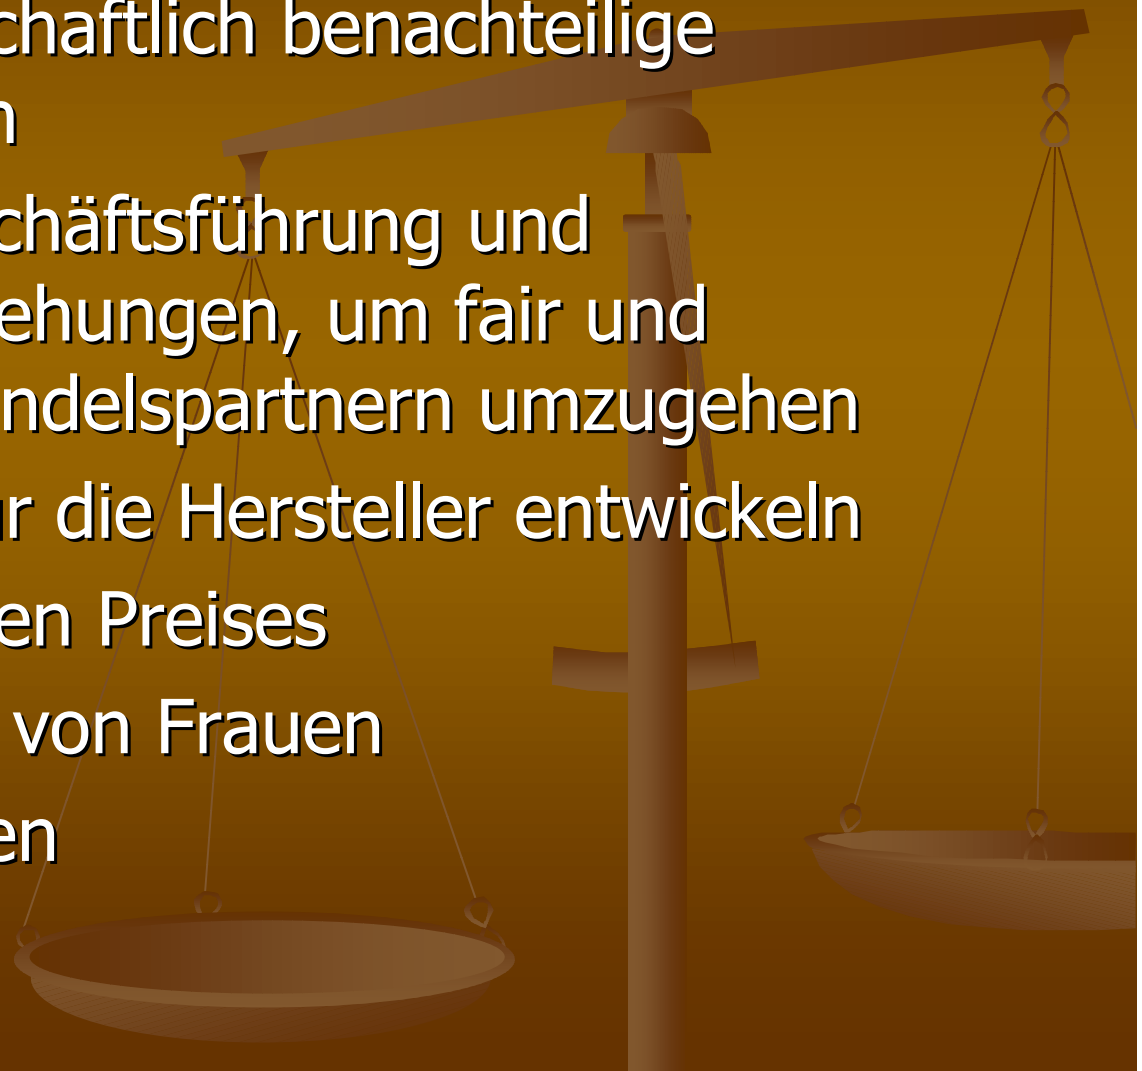 chaftlich benachteilige
n
chäftsführung und
ehungen, um fair und
ndelspartnern umzugehen
r die Hersteller entwickeln
en Preises
von Frauen
en